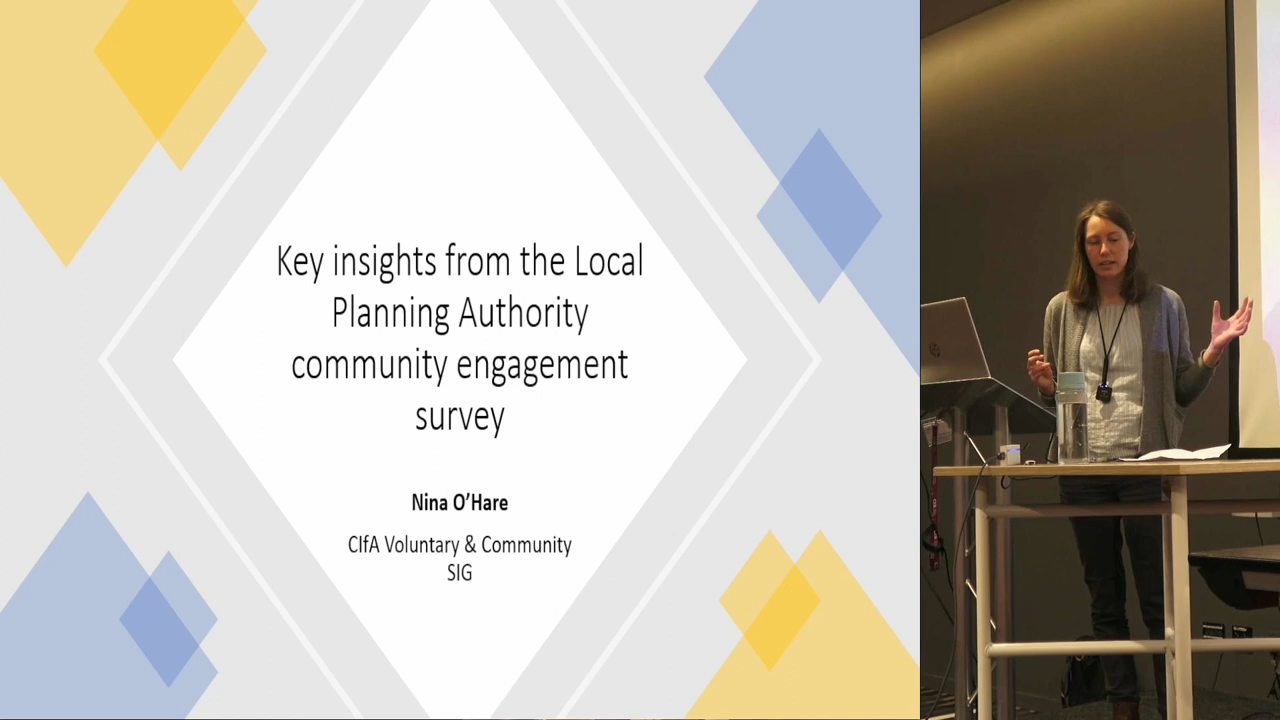 Key insights from the Local
Planning Authority
community engagement
survey
Nina O’Hare
CIfA Voluntary & Community
SIG